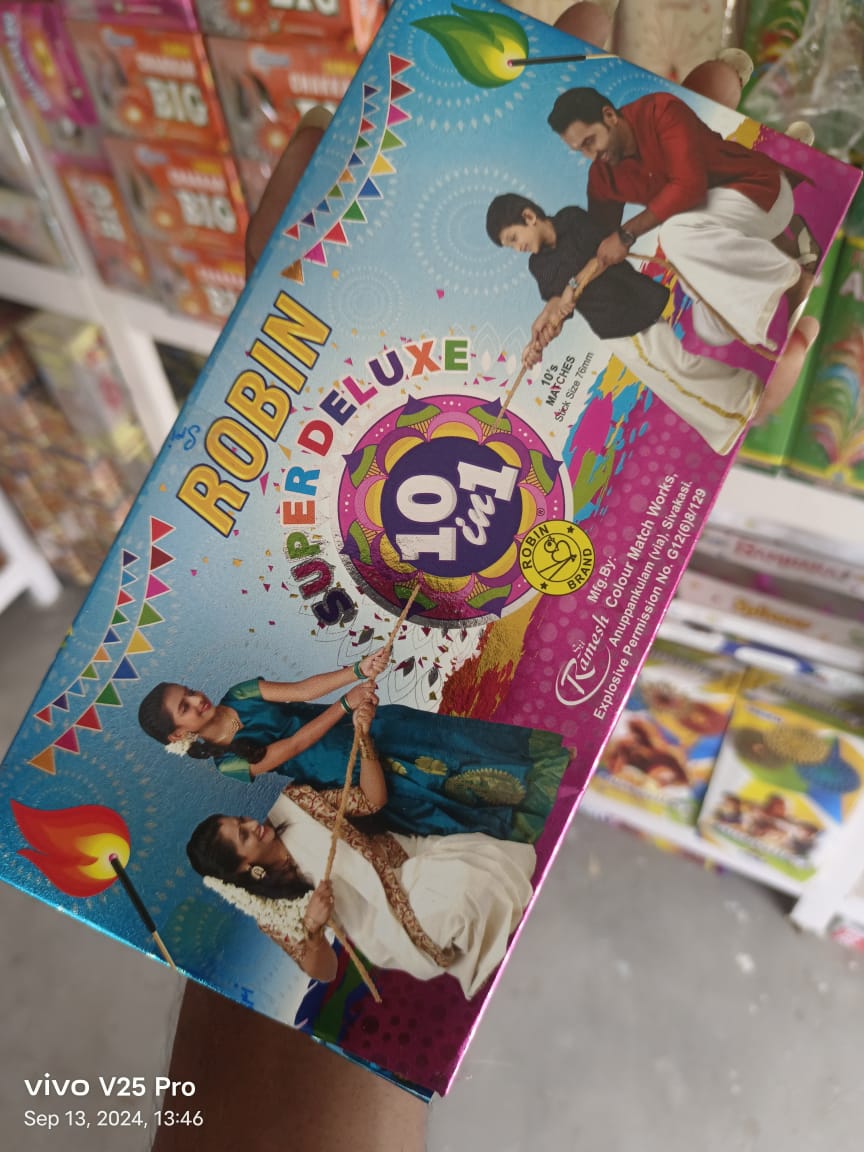 ROBIN
SUPER DELUXE
10
in 1
®
10's
MATCHES
Stick Size 76mm
ROBIN
BRAND
Mfg.By:
Sri
Ramesh Colour Match Works,
Anuppankulam (via), Sivakasi.
Explosive Permission No. G12(6)8/129
BIG
BIG
BIG
vivo V25 Pro
Sep 13, 2024, 13:46